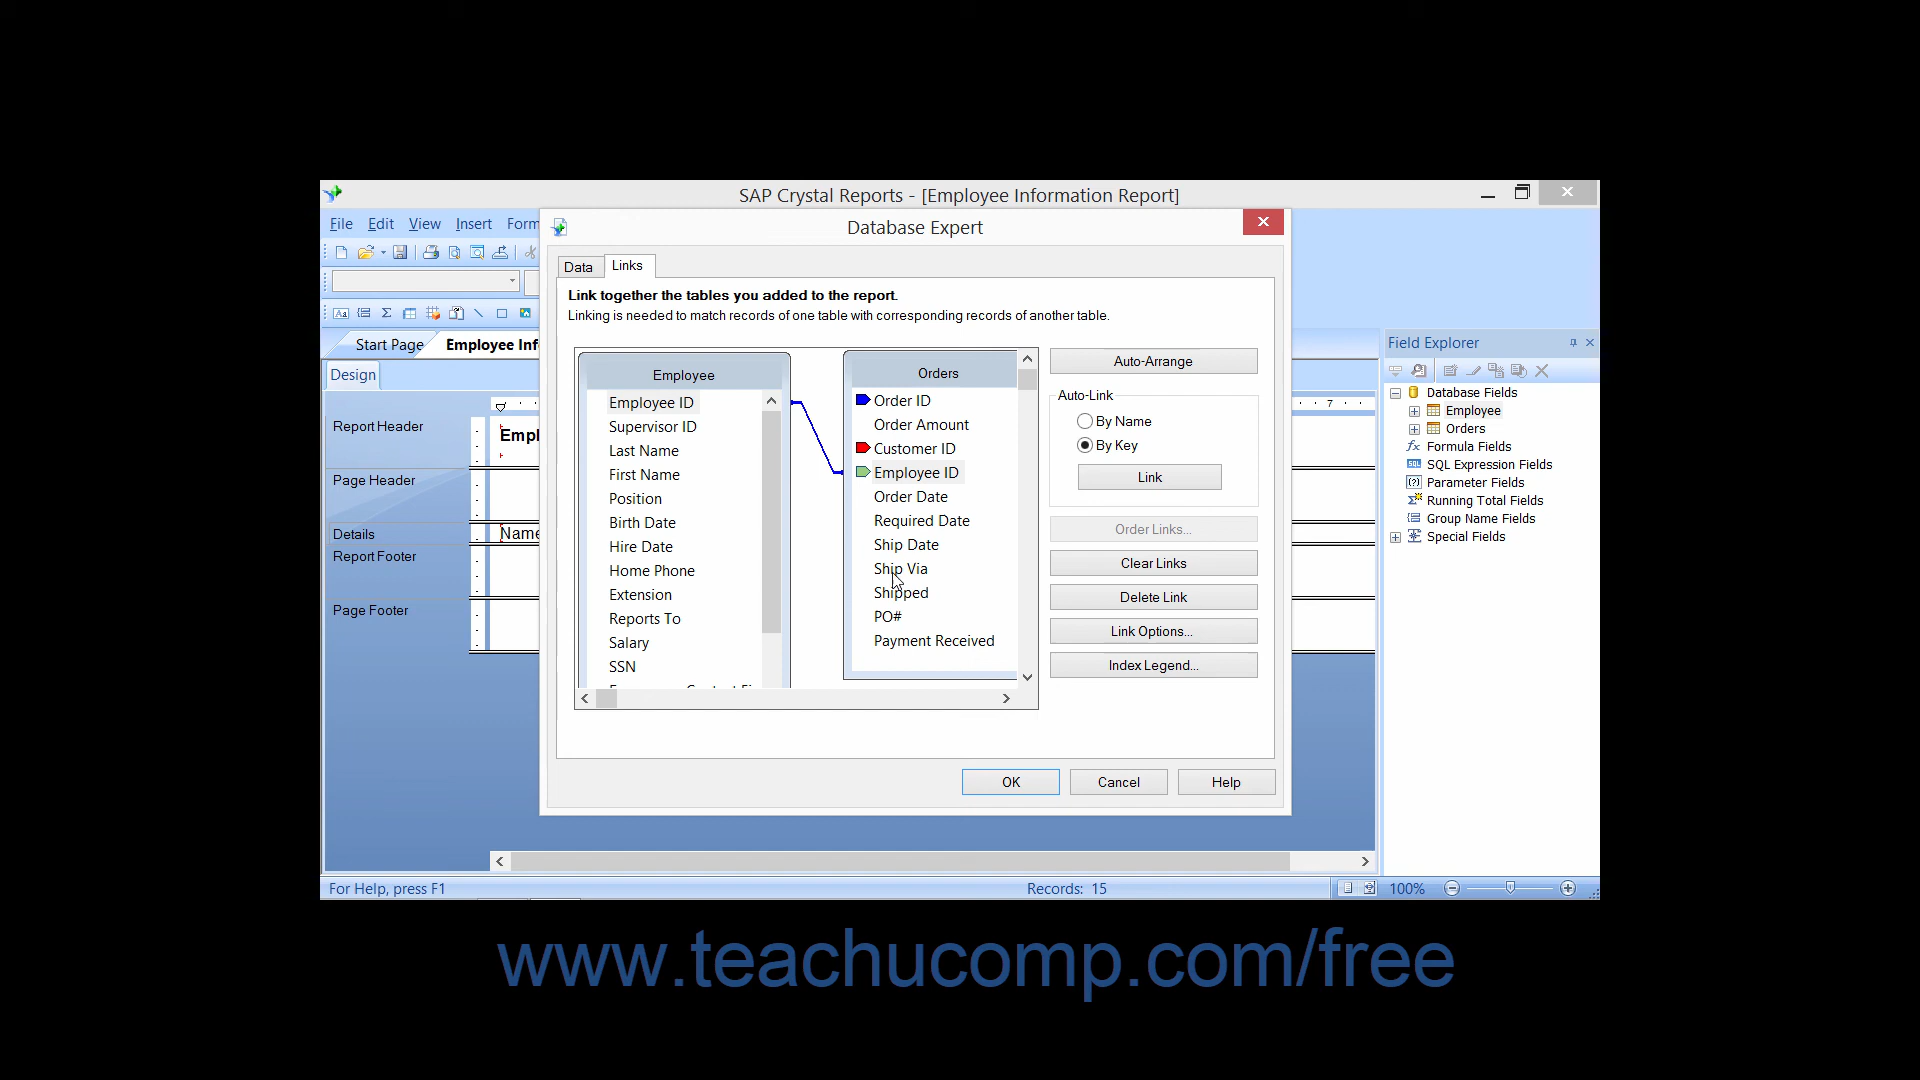 SAP Crystal Reports - [Employee Information Report]
File Edit View Insert Form
Database Expert
Data Links
Link together the tables you added to the report.
Linking is needed to match records of one table with corresponding records of another table.
Start Page
Employee Inf
Design
Report Header
Page Header
Details
Report Footer
Page Footer
Empl
Name
Employee
Employee ID
Supervisor ID
Last Name
First Name
Position
Birth Date
Hire Date
Home Phone
Extension
Reports To
Salary
SSN
Orders
Order ID
Order Amount
Customer ID
Employee ID
Order Date
Required Date
Ship Date
Ship Via
Shipped
PO#
Payment Received
Auto-Arrange
Auto-Link
By Name
By Key
Link
Order Links...
Clear Links
Delete Link
Link Options...
Index Legend...
OK Cancel Help
7
Field Explorer
Database Fields
Employee
Orders
Formula Fields
SQL Expression Fields
Parameter Fields
Running Total Fields
Group Name Fields
Special Fields
For Help, press F1
Records: 15
100%
www.teachucomp.com/free